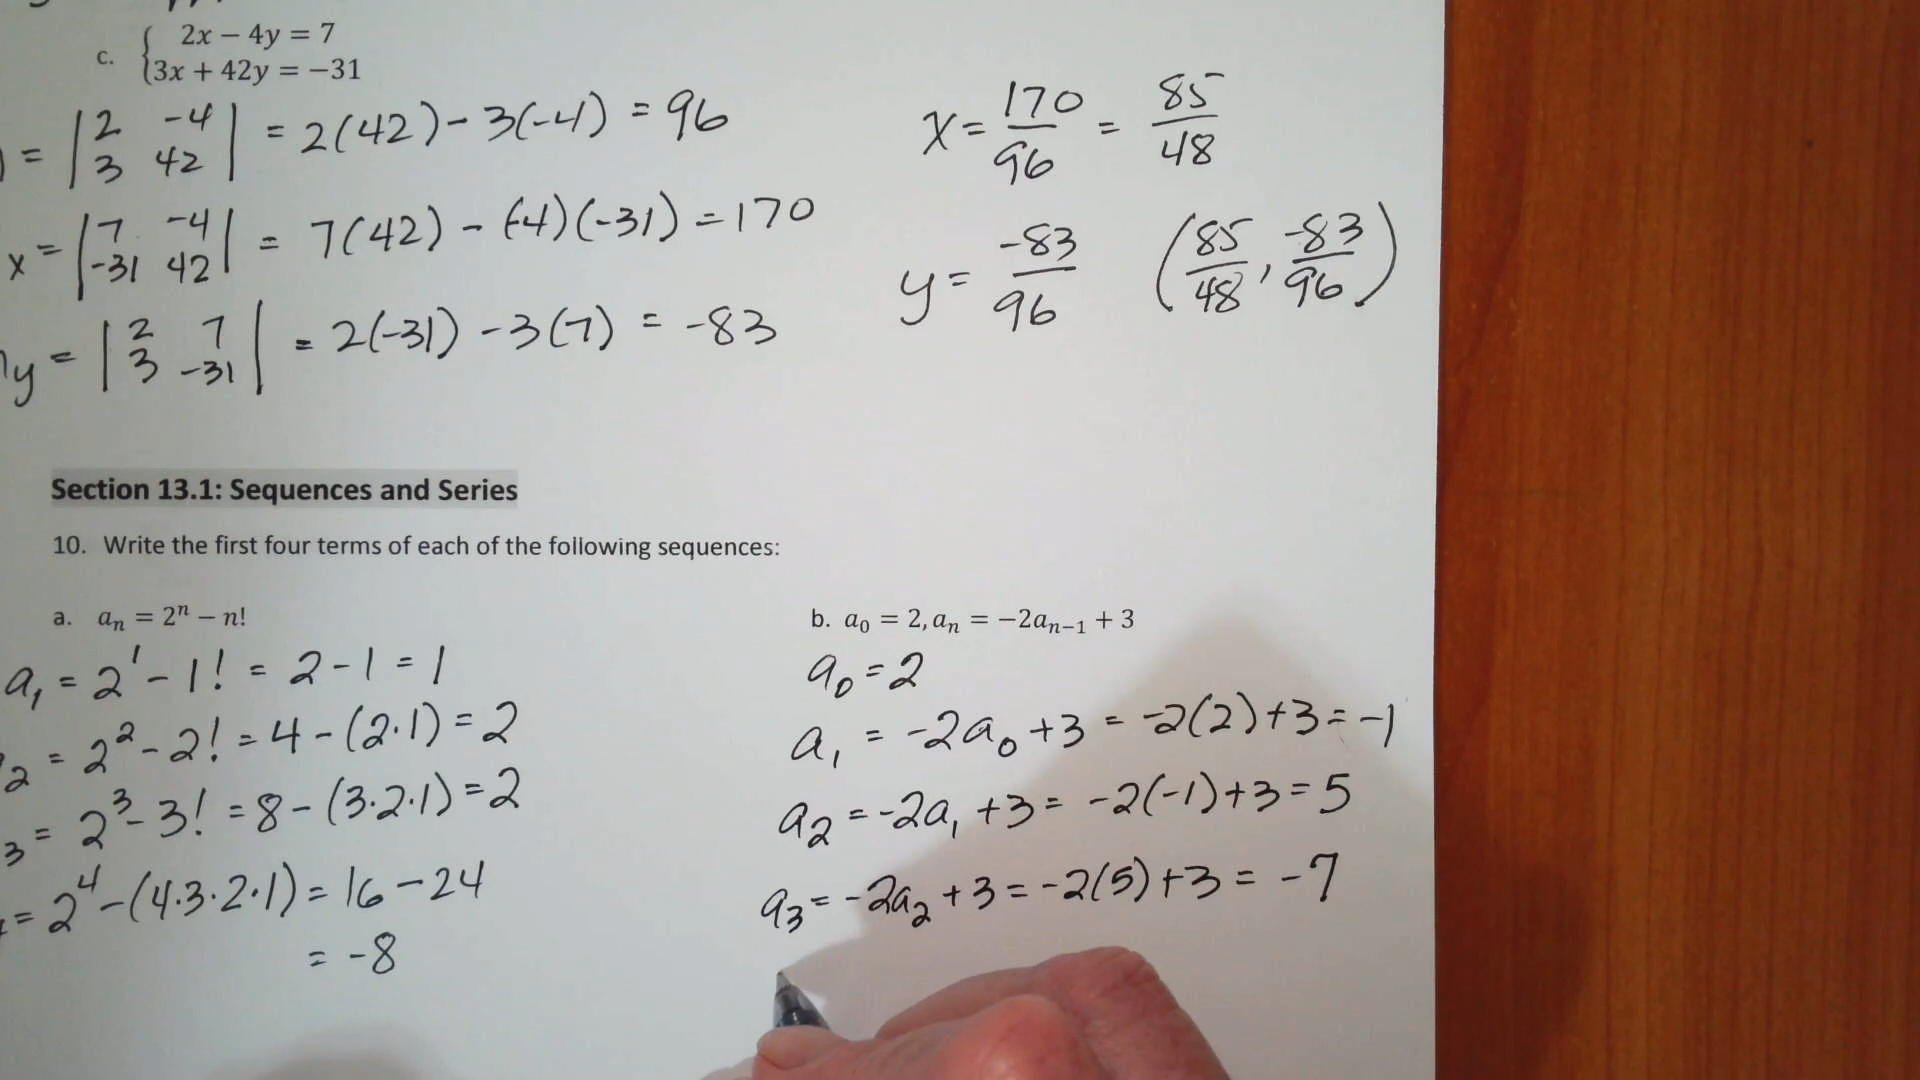 c. { 2x − 4y = 7
3x + 42y = −31
= | 2 -4 | = 2(42) - 3(-4) = 96
3 42
x = | 7 -4 | = 7(42) - (-4)(-31) = 170
-31 42
y = | 2 7 | = 2(-31) - 3(7) = -83
3 -31
x = 170/96 = 85/48
y = -83/96 (85/48, -83/96)
Section 13.1: Sequences and Series
10. Write the first four terms of each of the following sequences:
a. aₙ = 2ⁿ − n!
a₁ = 2¹ - 1! = 2 - 1 = 1
₂ = 2² - 2! = 4 - (2·1) = 2
₃ = 2³ - 3! = 8 - (3·2·1) = 2
= 2⁴ - (4·3·2·1) = 16 - 24
= -8
b. a₀ = 2, aₙ = −2aₙ₋₁ + 3
a₀ = 2
a₁ = -2a₀ + 3 = -2(2) + 3 = -1
a₂ = -2a₁ + 3 = -2(-1) + 3 = 5
a₃ = -2a₂ + 3 = -2(5) + 3 = -7